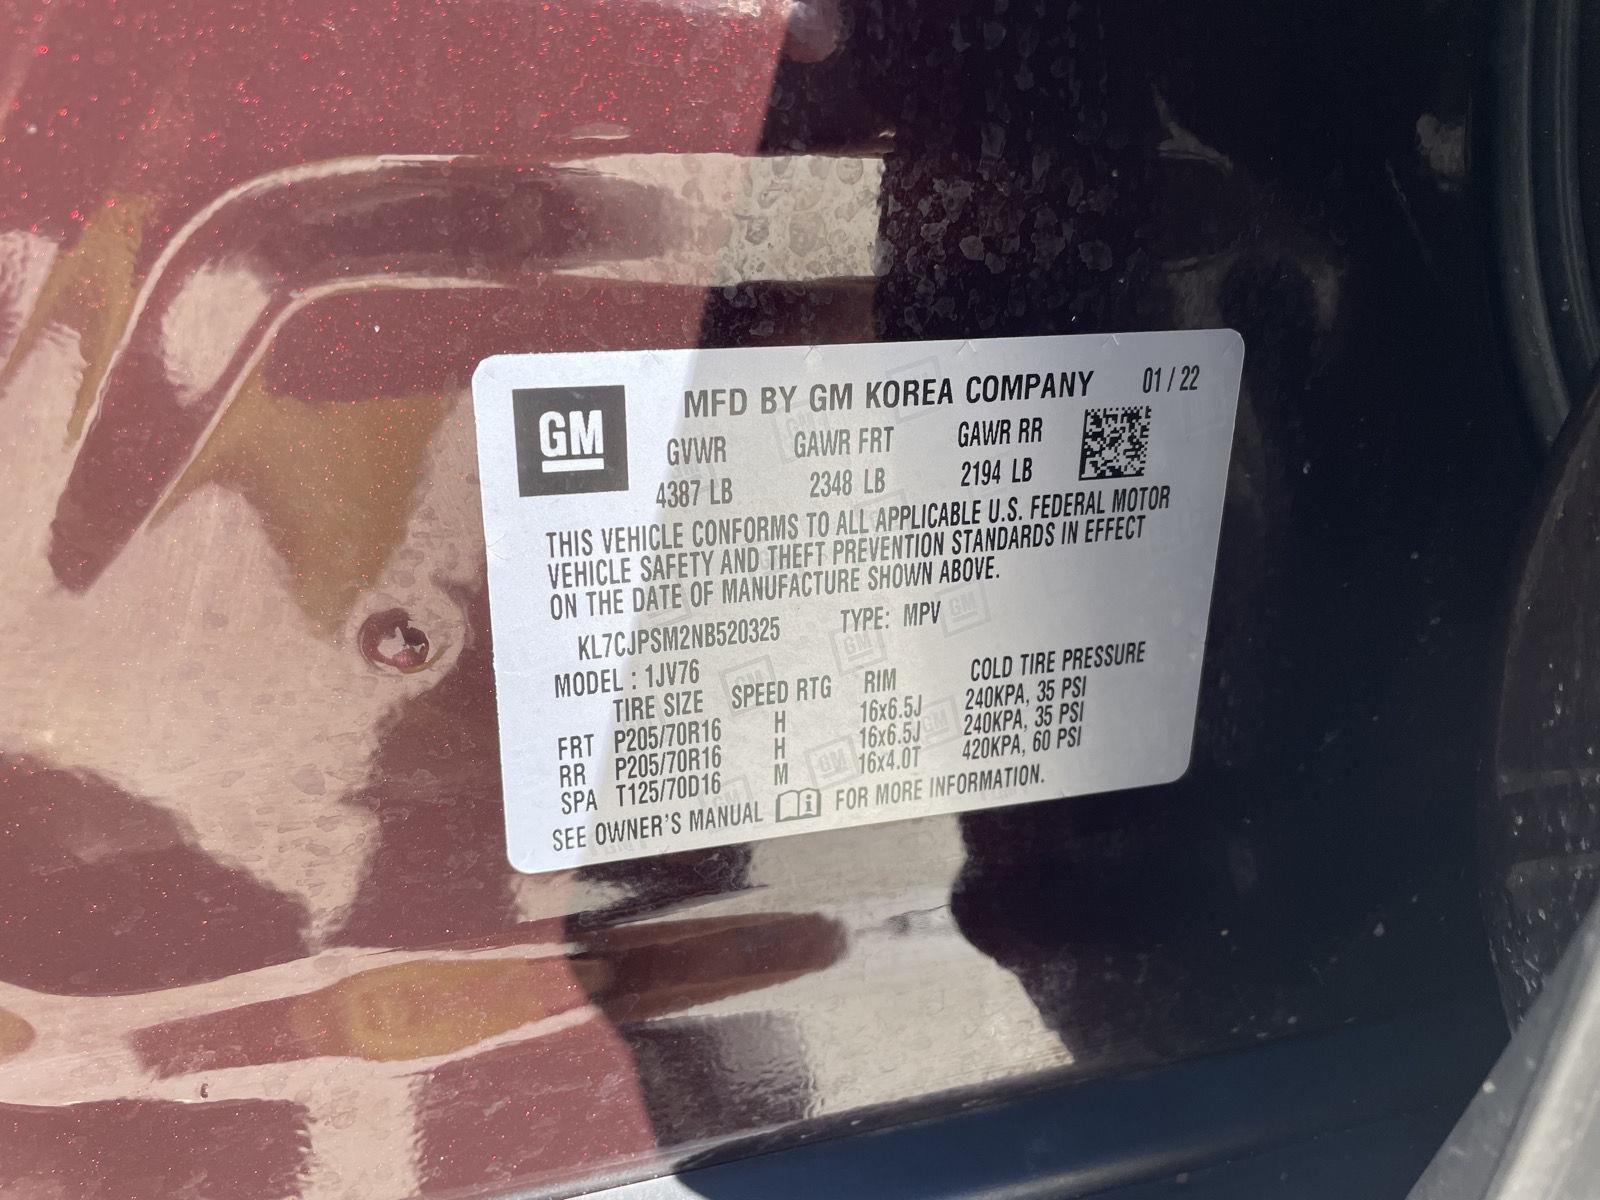 GM
MFD BY GM KOREA COMPANY 01 / 22
GVWR GAWR FRT GAWR RR
4387 LB 2348 LB 2194 LB
THIS VEHICLE CONFORMS TO ALL APPLICABLE U.S. FEDERAL MOTOR
VEHICLE SAFETY AND THEFT PREVENTION STANDARDS IN EFFECT
ON THE DATE OF MANUFACTURE SHOWN ABOVE.
KL7CJPSM2NB520325 TYPE: MPV
MODEL : 1JV76
TIRE SIZE SPEED RTG RIM COLD TIRE PRESSURE
FRT P205/70R16 H 16x6.5J 240KPA, 35 PSI
RR P205/70R16 H 16x6.5J 240KPA, 35 PSI
SPA T125/70D16 M 16x4.0T 420KPA, 60 PSI
SEE OWNER'S MANUAL FOR MORE INFORMATION.